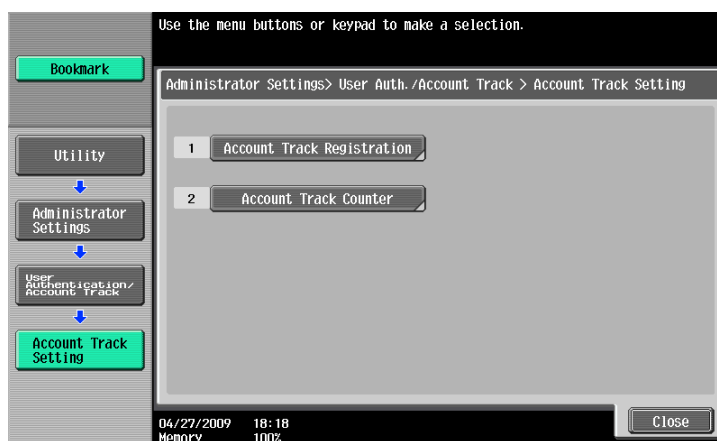 Use the menu buttons or keypad to make a selection.
Bookmark
Administrator Settings> User Auth./Account Track > Account Track Setting
Utility
Administrator
Settings
User
Authentication/
Account Track
Account Track
Setting
1 Account Track Registration
2 Account Track Counter
04/27/2009 18:18
Memory 100%
Close